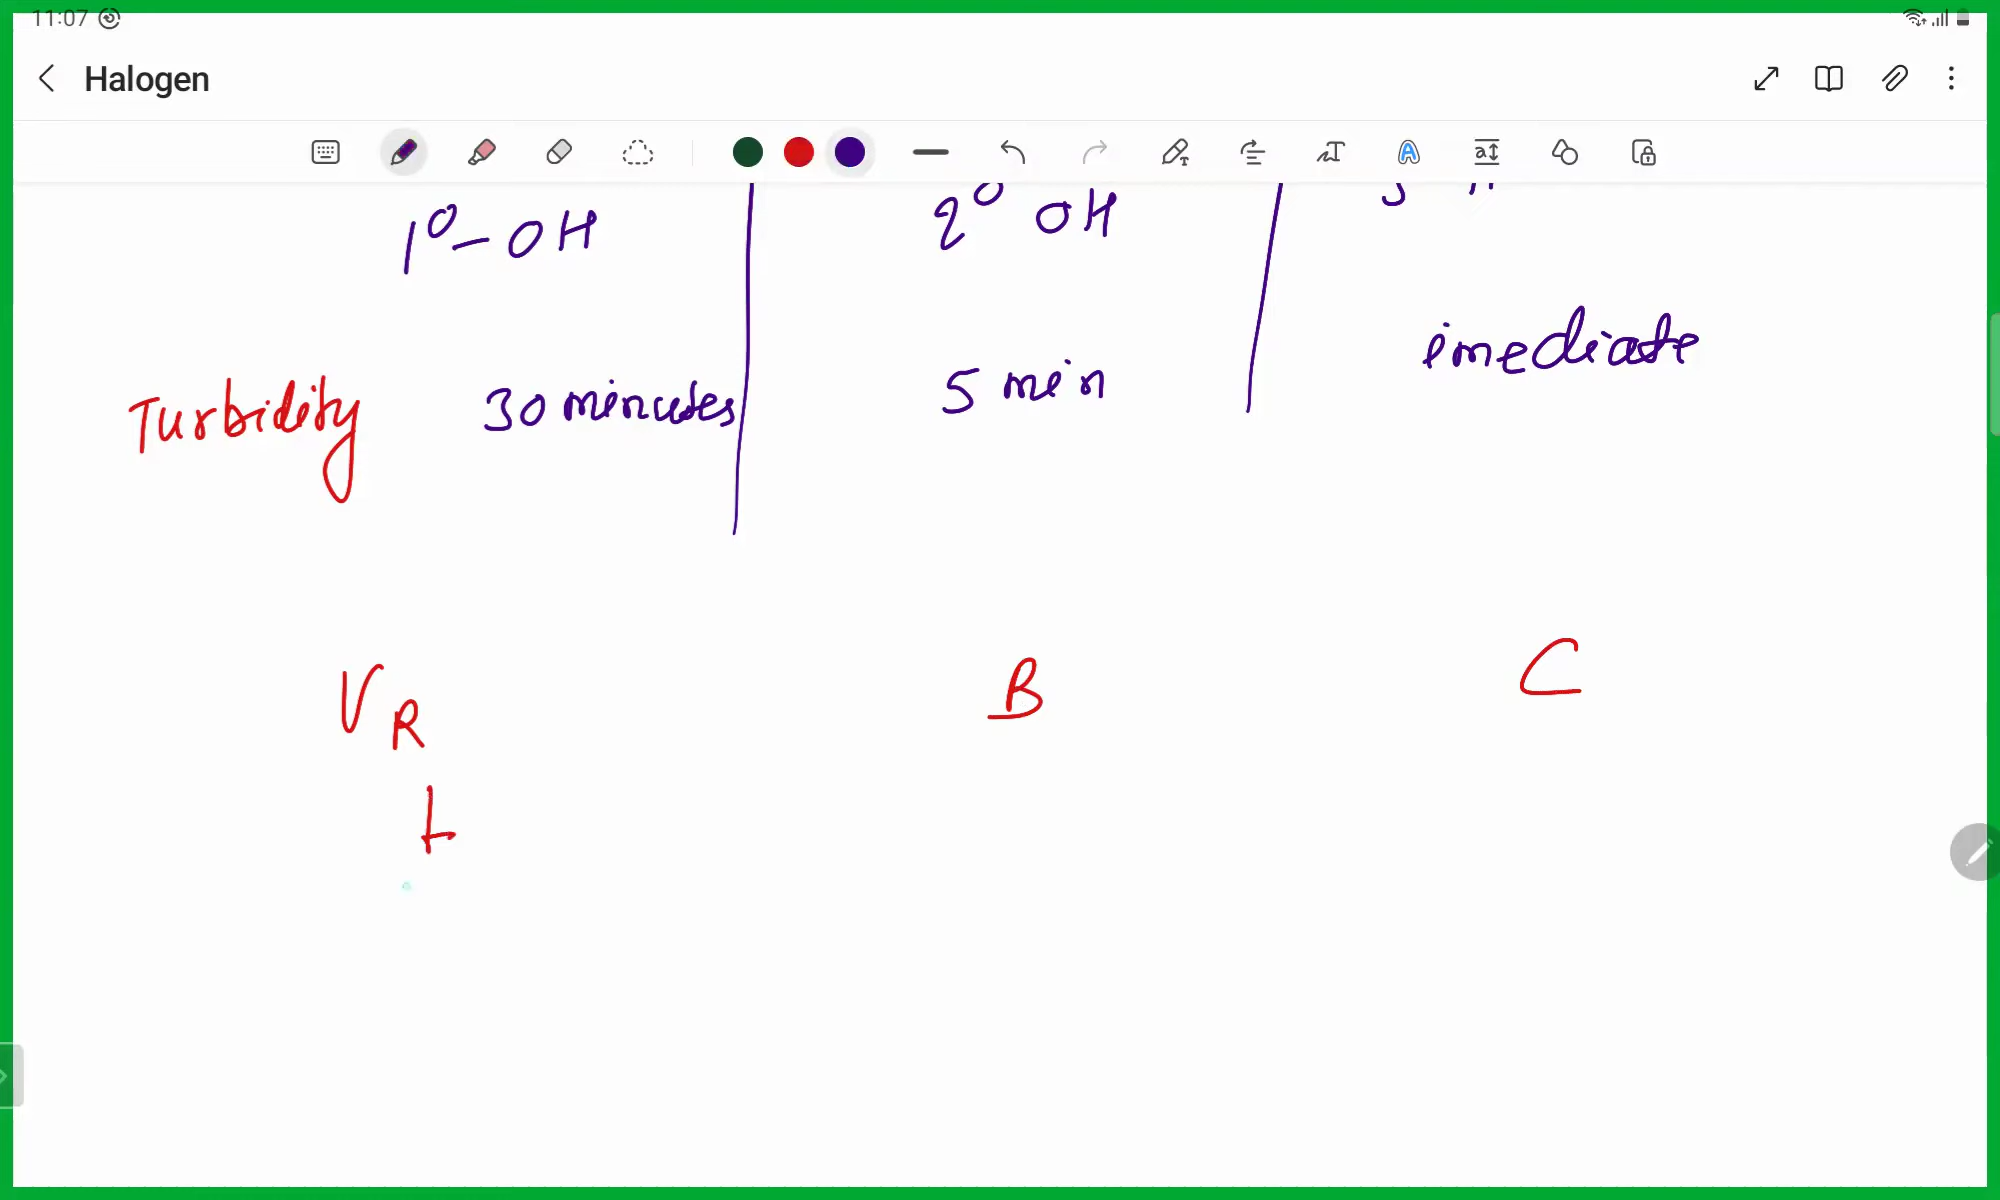 11:07
Halogen
1° - OH 2° OH
Turbidity 30 minutes 5 min imediate
V R B C